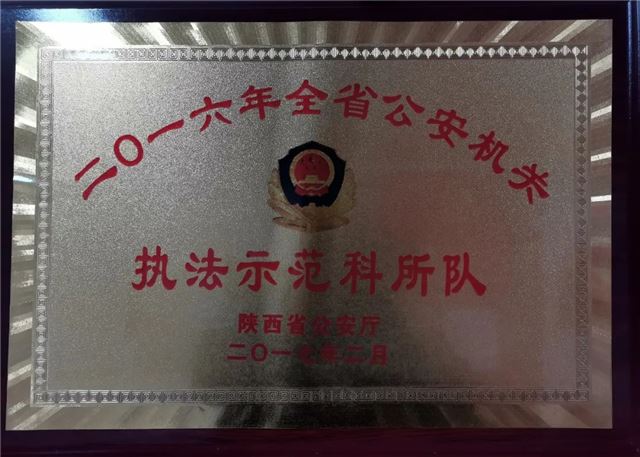 二〇一六年全省公安机关
执法示范科所队
陕西省公安厅
二〇一七年二月